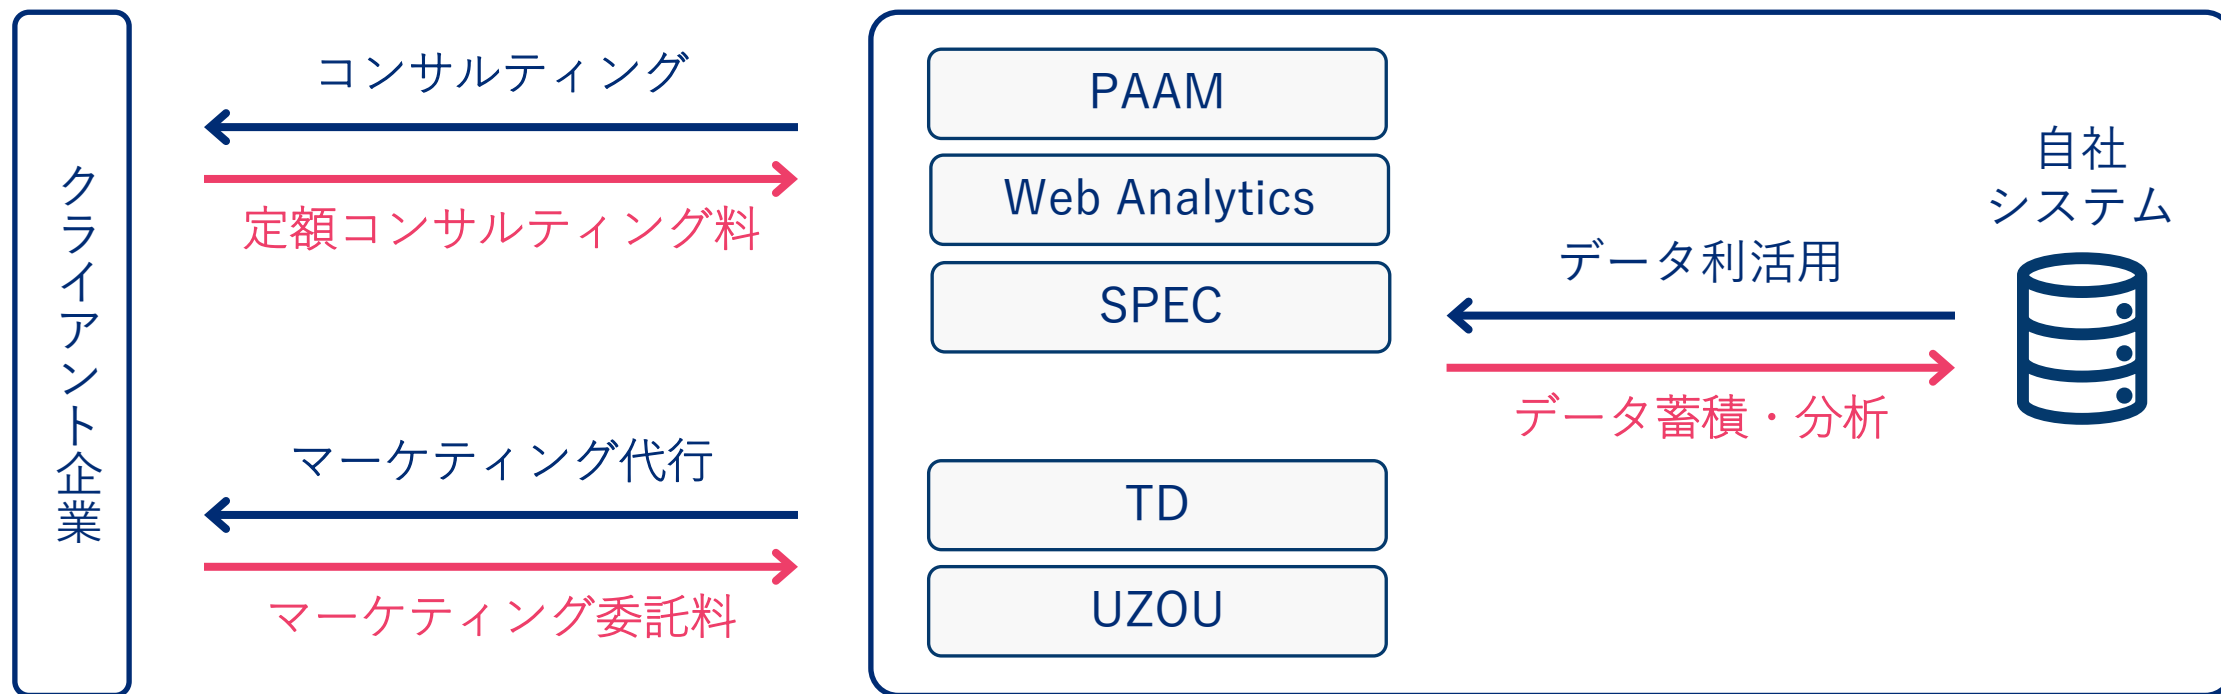 クライアント企業
コンサルティング
定額コンサルティング料
マーケティング代行
マーケティング委託料
PAAM
Web Analytics
SPEC
TD
UZOU
データ利活用
データ蓄積・分析
自社
システム